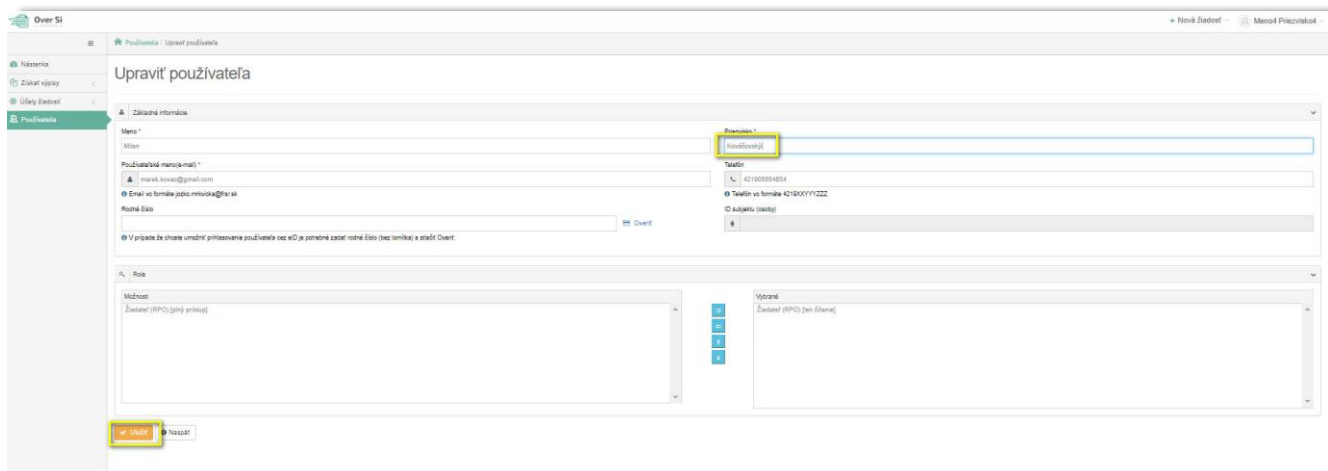 Over Si
+ Nová žiadosť
Meno4 Priezvisko4
Používatelia / Upraviť používateľa
Nástenka
Získať výpisy
Účely žiadostí
Používatelia
Upraviť používateľa
Základné informácie
Meno *
Priezvisko *
Milan
Kováčovský
Používateľské meno(e-mail) *
Telefón
marek.kovac@gmail.com
Email vo formáte jozko.mrkvicka@frsr.sk
Telefón vo formáte 4219XXYYYZZZ
Rodné číslo
ID subjektu (osoby)
Overiť
V prípade že chcete umožniť prihlasovanie používateľa cez eID je potrebné zadať rodné číslo (bez lomítka) a stlačiť Overiť
Role
Možnosti
Vybrané
Žiadateľ (RPO) [plný prístup]
Žiadateľ (RPO) [len čítanie]
Uložiť
Naspäť